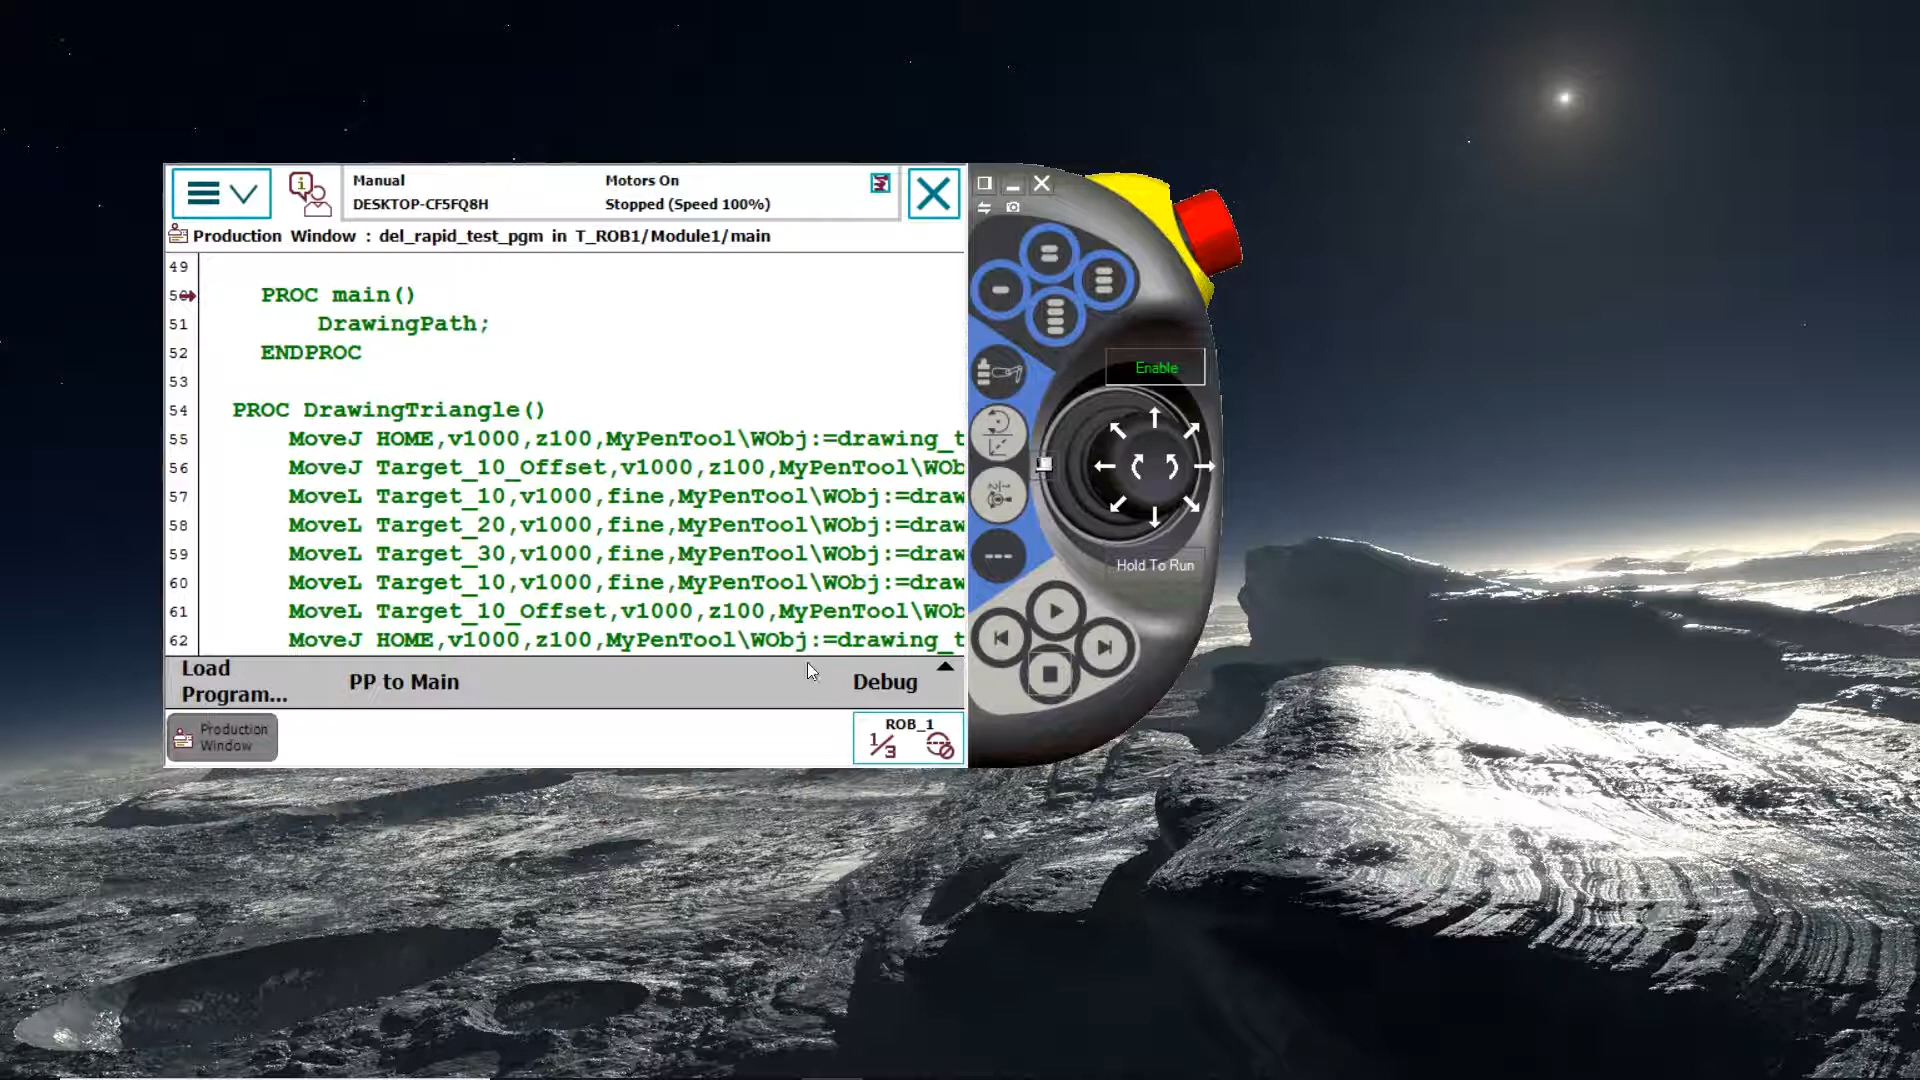 Manual
DESKTOP-CF5FQ8H
Motors On
Stopped (Speed 100%)
Production Window : del_rapid_test_pgm in T_ROB1/Module1/main
49
50 PROC main()
51 DrawingPath;
52 ENDPROC
53
54 PROC DrawingTriangle()
55 MoveJ HOME,v1000,z100,MyPenTool\WObj:=drawing_t
56 MoveJ Target_10_Offset,v1000,z100,MyPenTool\WOb
57 MoveL Target_10,v1000,fine,MyPenTool\WObj:=draw
58 MoveL Target_20,v1000,fine,MyPenTool\WObj:=draw
59 MoveL Target_30,v1000,fine,MyPenTool\WObj:=draw
60 MoveL Target_10,v1000,fine,MyPenTool\WObj:=draw
61 MoveL Target_10_Offset,v1000,z100,MyPenTool\WOb
62 MoveJ HOME,v1000,z100,MyPenTool\WObj:=drawing_t
Load
Program...
PP to Main
Debug
Production
Window
ROB_1
1/3
Enable
Hold To Run